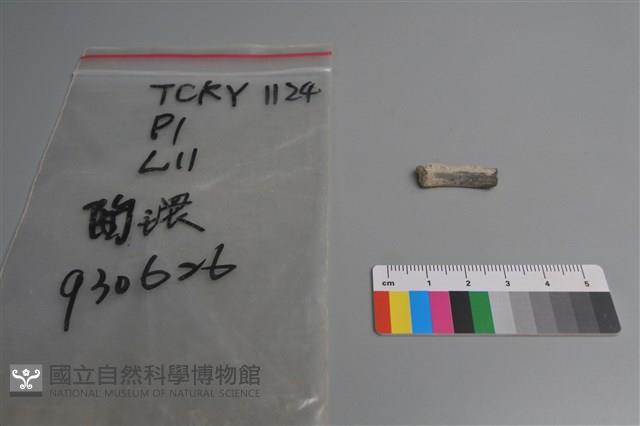 TCKY 1124
P1
L11
陶環
930626
cm 1 2 3 4 5
國立自然科學博物館
NATIONAL MUSEUM OF NATURAL SCIENCE